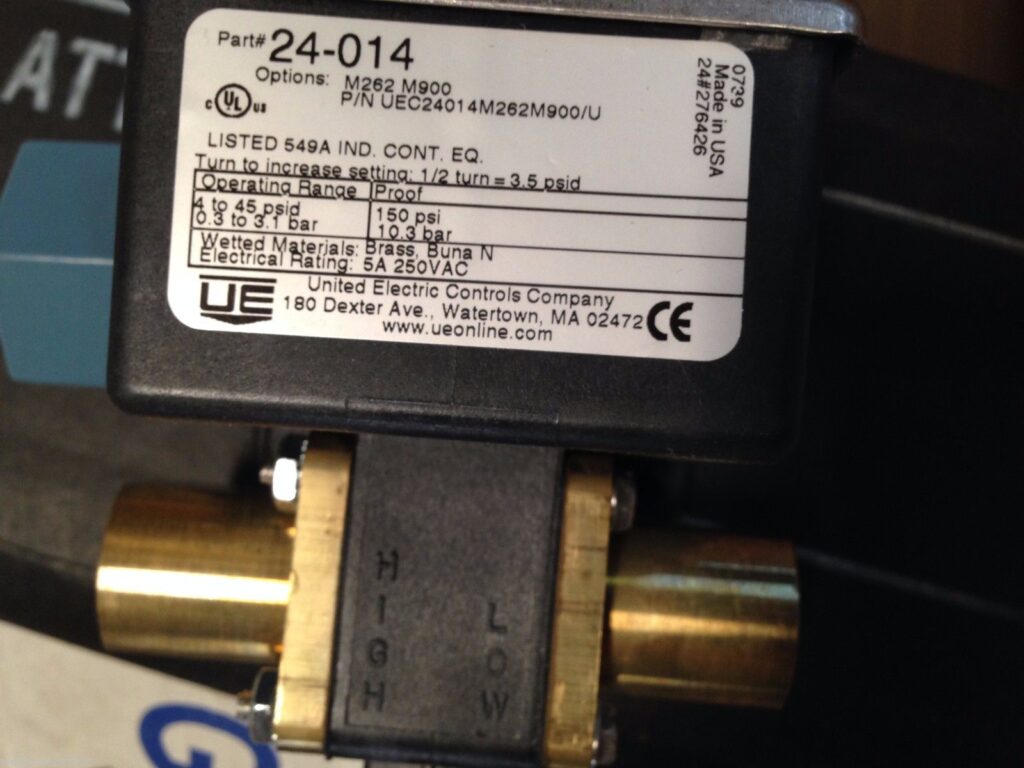 ATT
Part# 24-014
Options: M262 M900
P/N UEC24014M262M900/U
C UL US
LISTED 549A IND. CONT. EQ.
Turn to increase setting: 1/2 turn = 3.5 psid
Operating Range Proof
4 to 45 psid 150 psi
0.3 to 3.1 bar 10.3 bar
Wetted Materials: Brass, Buna N
Electrical Rating: 5A 250VAC
UE
United Electric Controls Company
180 Dexter Ave., Watertown, MA 02472
www.ueonline.com
CE
0739
Made in USA
24#276426
HIGH
LOW
G